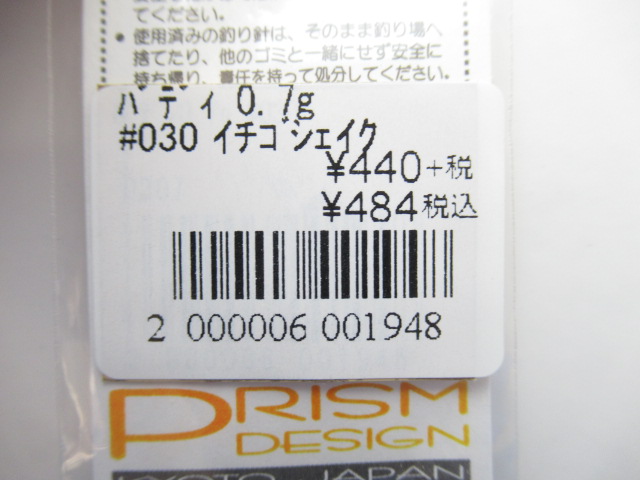 てください。
● 使用済みの釣り針は、そのまま釣り場へ
捨てたり、他のゴミと一緒にせず安全に
持ち帰り、責任を持って処分してください。
バディ 0.7g
#030 イチゴシェイク
¥440+税
¥484税込
2 000006 001948
PRISM
DESIGN
KYOTO JAPAN